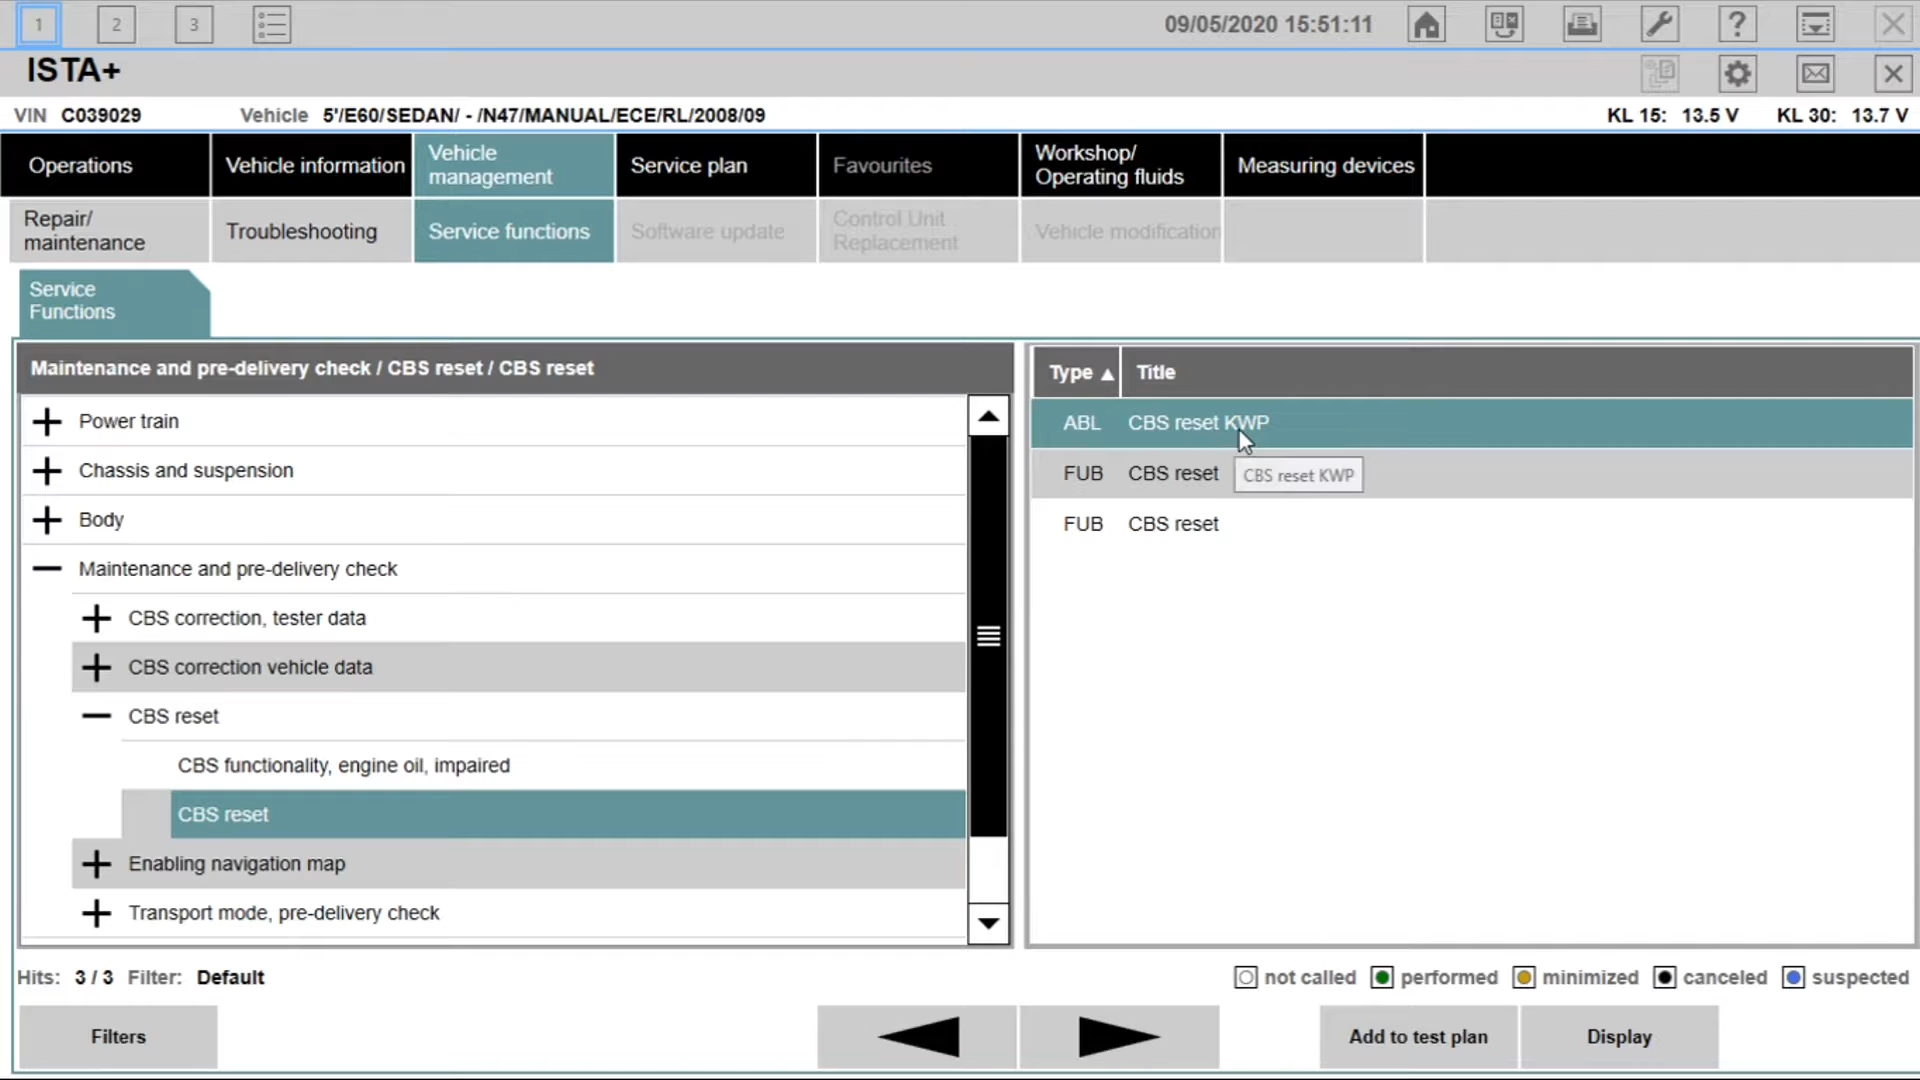 1 2 3 09/05/2020 15:51:11 ?
ISTA+
VIN C039029 Vehicle 5'/E60/SEDAN/ - /N47/MANUAL/ECE/RL/2008/09 KL 15: 13.5 V KL 30: 13.7 V
Operations Vehicle information Vehicle management Service plan Favourites Workshop/ Operating fluids Measuring devices
Repair/ maintenance Troubleshooting Service functions Software update Control Unit Replacement Vehicle modification
Service
Functions
Maintenance and pre-delivery check / CBS reset / CBS reset
Power train
Chassis and suspension
Body
Maintenance and pre-delivery check
CBS correction, tester data
CBS correction vehicle data
CBS reset
CBS functionality, engine oil, impaired
CBS reset
Enabling navigation map
Transport mode, pre-delivery check
Type Title
ABL CBS reset KWP
FUB CBS reset
CBS reset KWP
FUB CBS reset
Hits: 3 / 3 Filter: Default
not called performed minimized canceled suspected
Filters Add to test plan Display